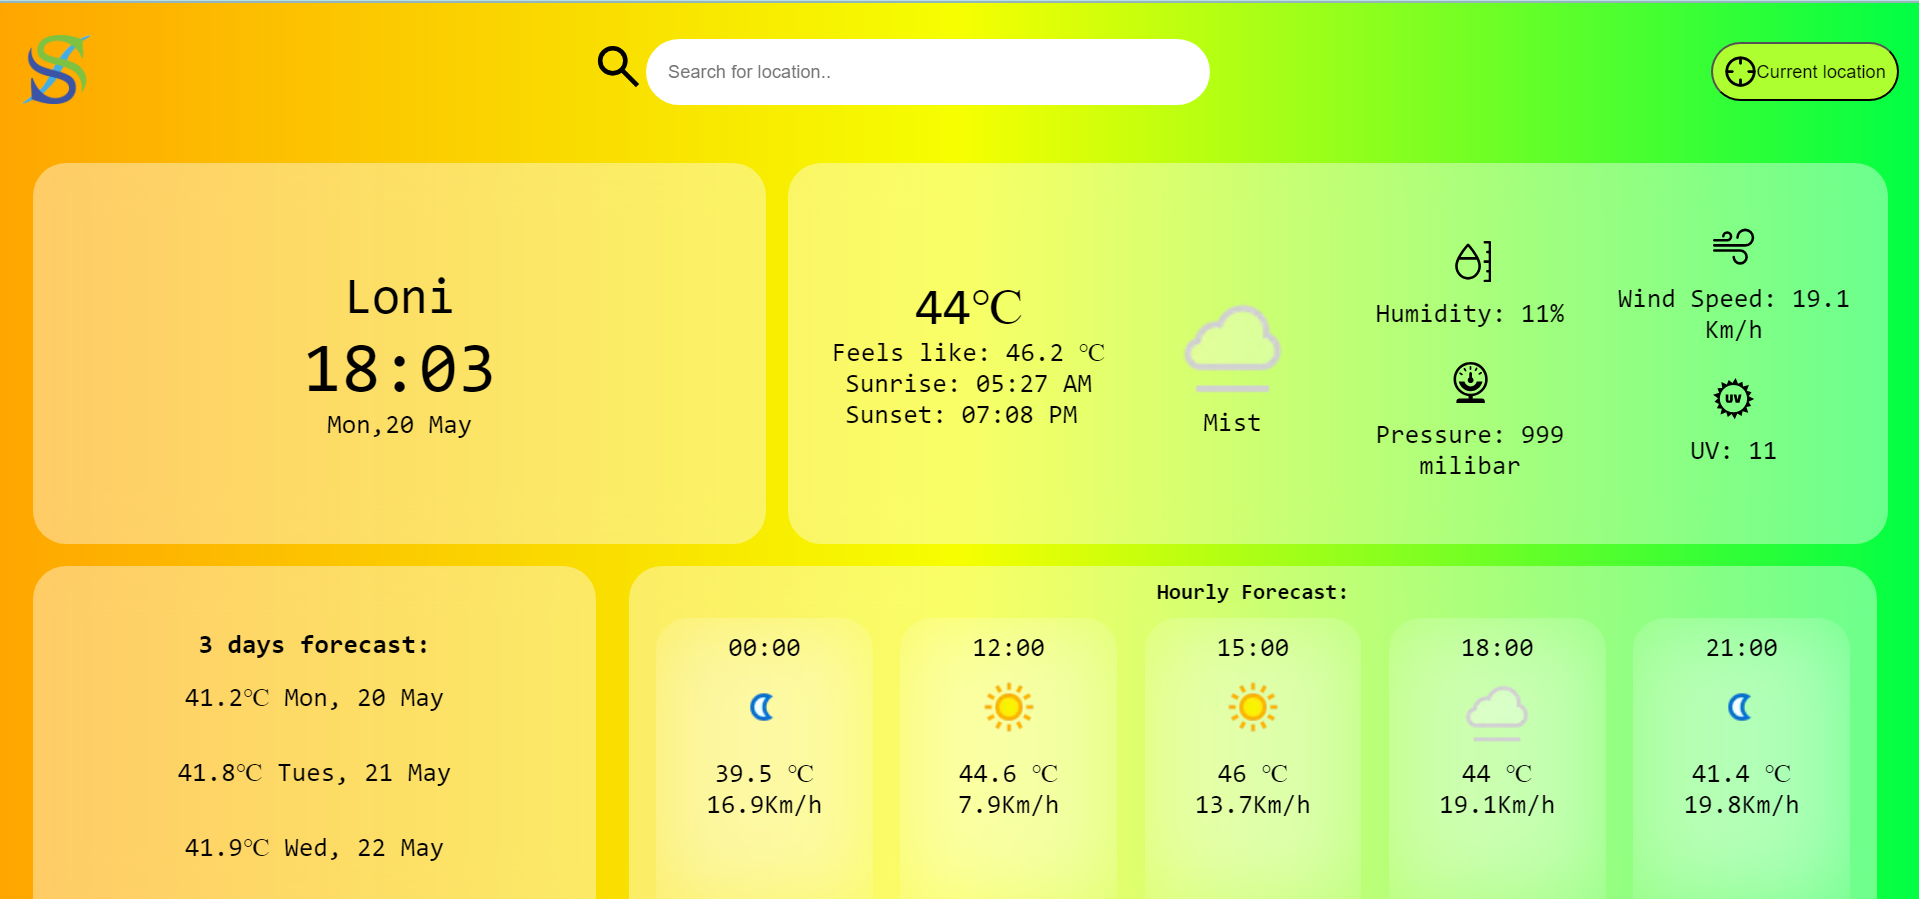 Search for location..
Current location
Loni
18:03
Mon,20 May
44℃
Feels like: 46.2 ℃
Sunrise: 05:27 AM
Sunset: 07:08 PM
Mist
Humidity: 11%
Pressure: 999
milibar
Wind Speed: 19.1
Km/h
UV
UV: 11
3 days forecast:
41.2℃ Mon, 20 May
41.8℃ Tues, 21 May
41.9℃ Wed, 22 May
Hourly Forecast:
00:00
39.5 ℃
16.9Km/h
12:00
44.6 ℃
7.9Km/h
15:00
46 ℃
13.7Km/h
18:00
44 ℃
19.1Km/h
21:00
41.4 ℃
19.8Km/h